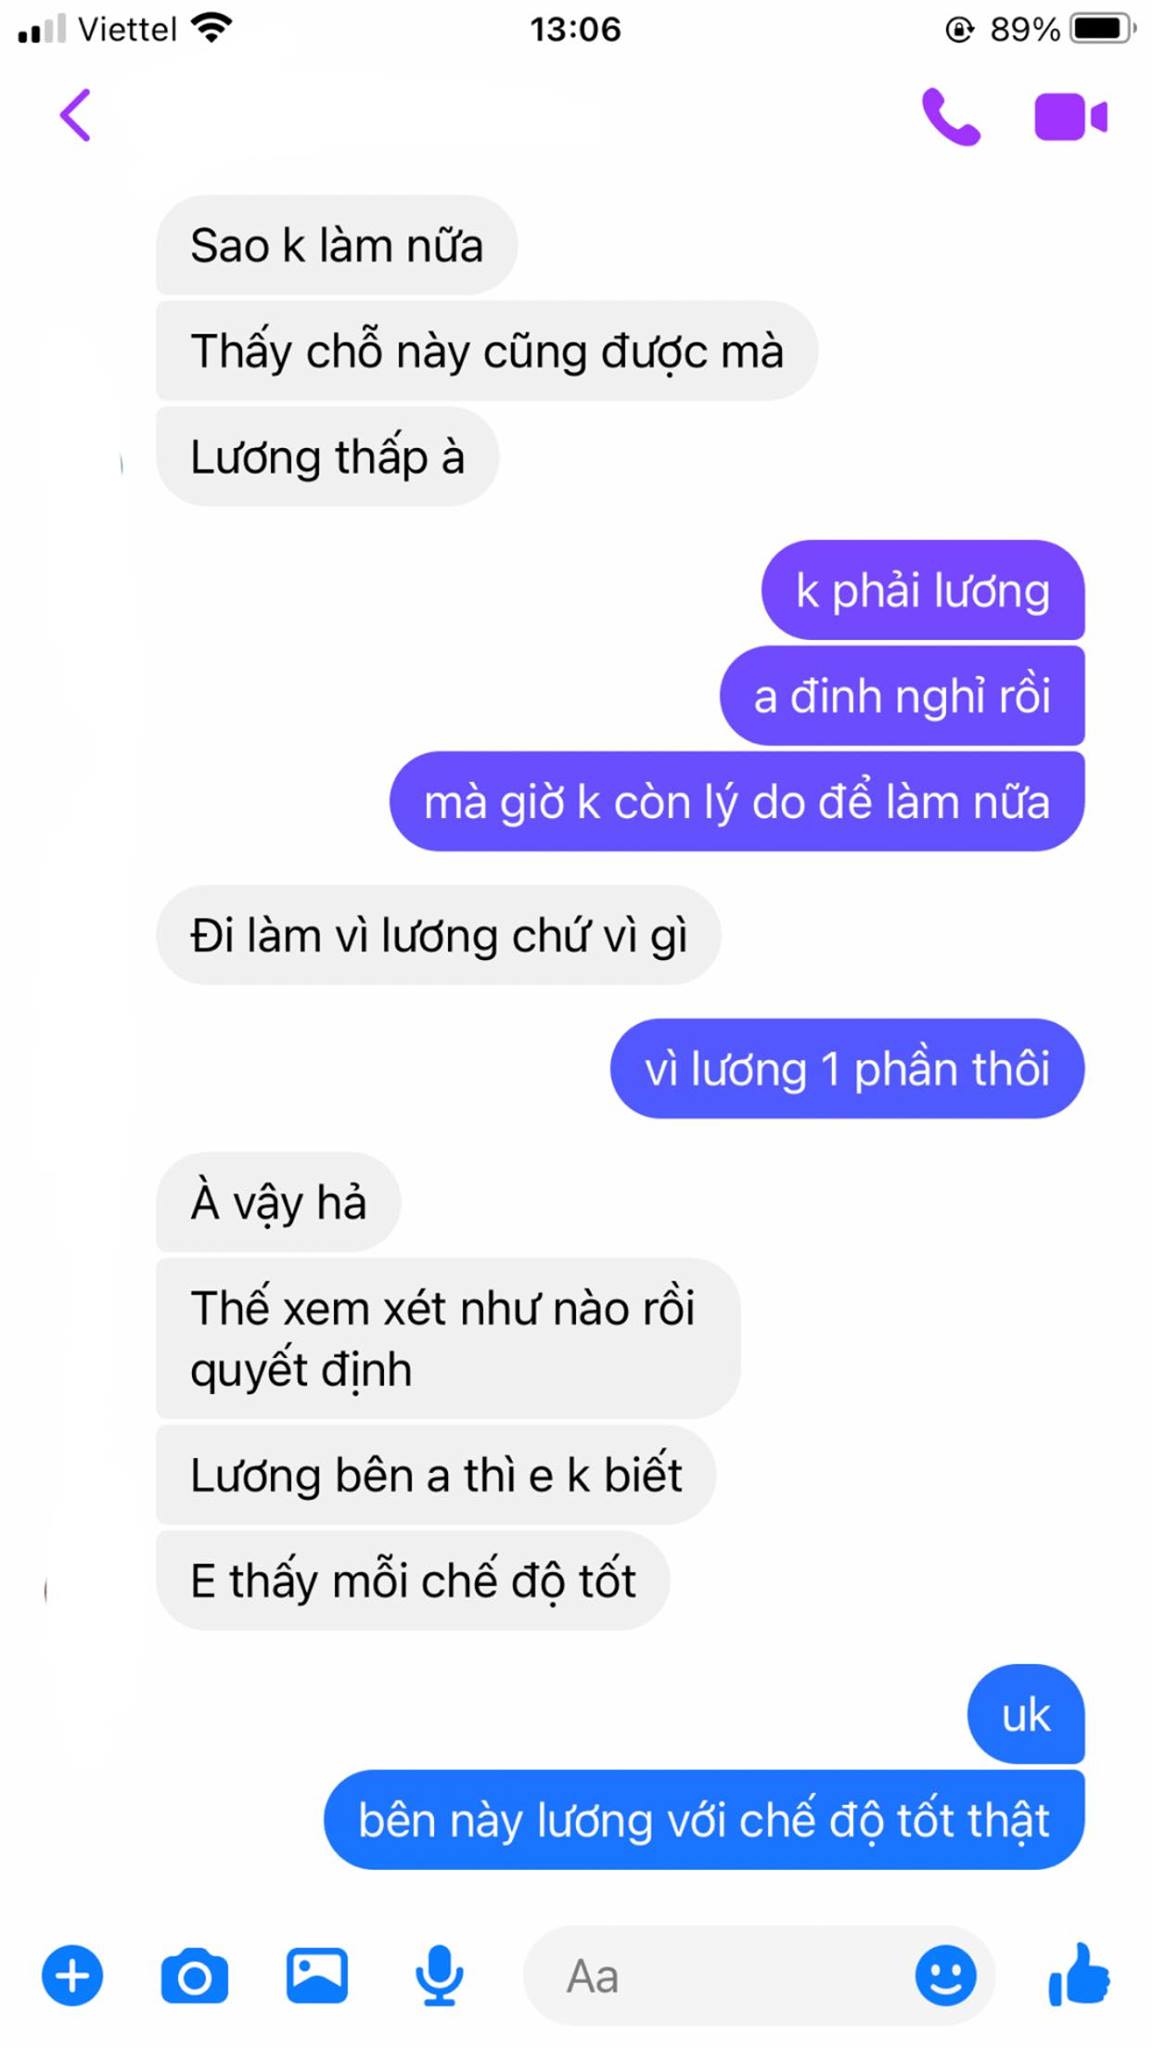 Viettel
13:06
89%
Sao k làm nữa
Thấy chỗ này cũng được mà
Lương thấp à
k phải lương
a đinh nghỉ rồi
mà giờ k còn lý do để làm nữa
Đi làm vì lương chứ vì gì
vì lương 1 phần thôi
À vậy hả
Thế xem xét như nào rồi
quyết định
Lương bên a thì e k biết
E thấy mỗi chế độ tốt
uk
bên này lương với chế độ tốt thật
Aa